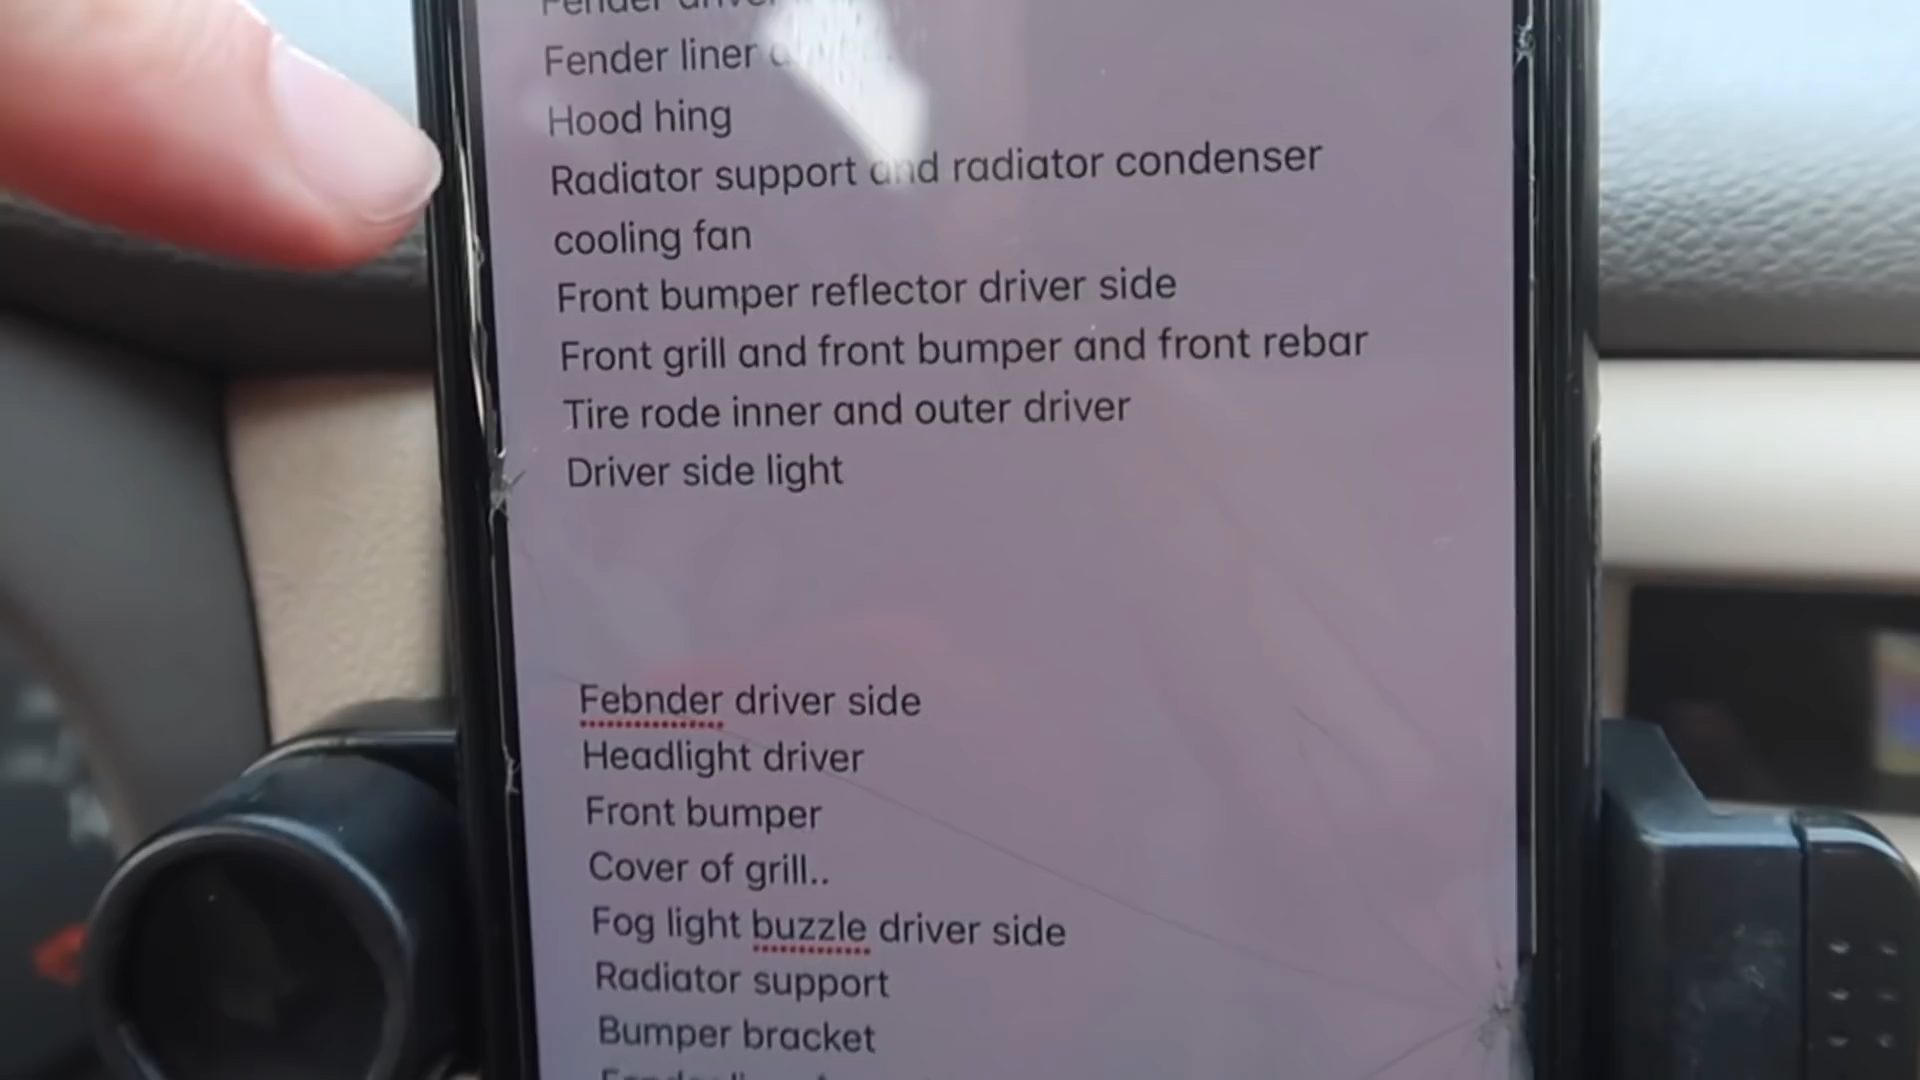 Fender driver
Fender liner
Hood hing
Radiator support and radiator condenser
cooling fan
Front bumper reflector driver side
Front grill and front bumper and front rebar
Tire rode inner and outer driver
Driver side light
Febnder driver side
Headlight driver
Front bumper
Cover of grill..
Fog light buzzle driver side
Radiator support
Bumper bracket